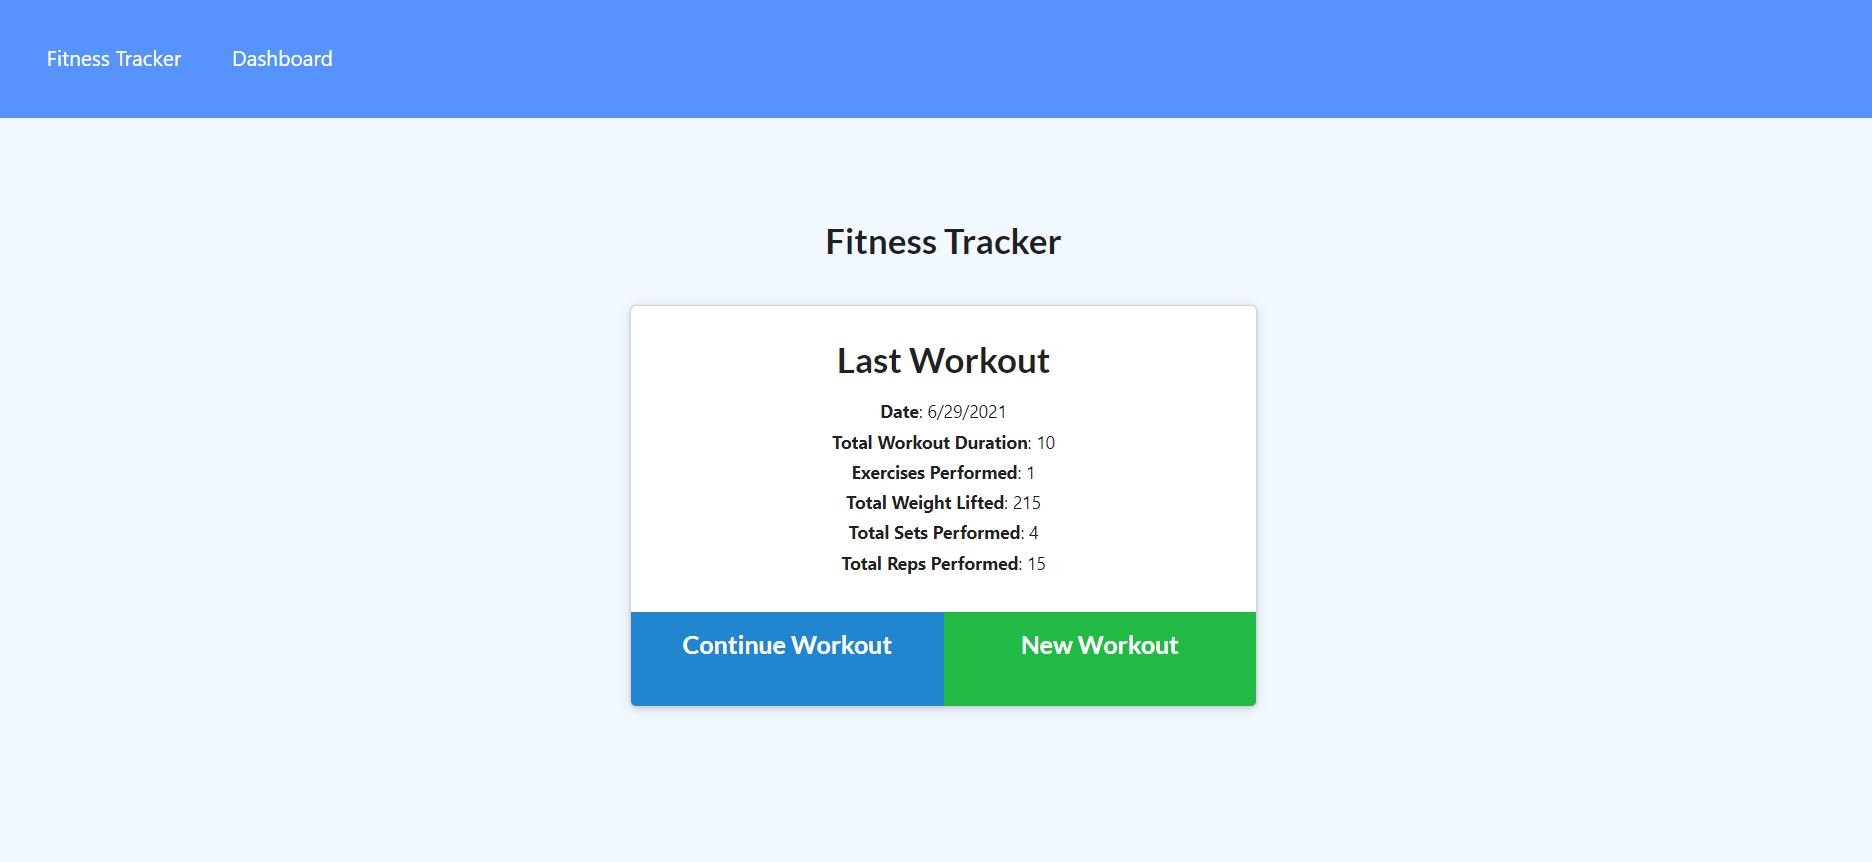 Fitness Tracker Dashboard
Fitness Tracker
Last Workout
Date: 6/29/2021
Total Workout Duration: 10
Exercises Performed: 1
Total Weight Lifted: 215
Total Sets Performed: 4
Total Reps Performed: 15
Continue Workout New Workout